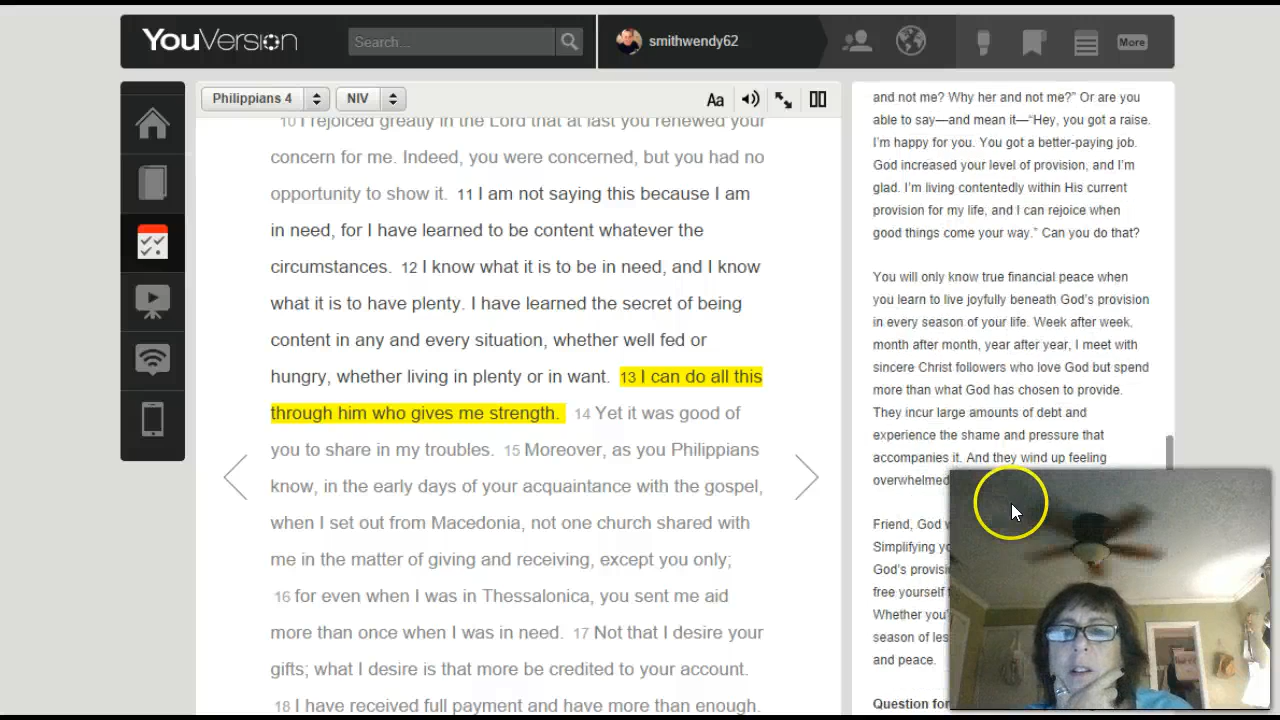 YouVersion
Search...
smithwendy62
More
Philippians 4
NIV
Aa
10 I rejoiced greatly in the Lord that at last you renewed your
concern for me. Indeed, you were concerned, but you had no
opportunity to show it. 11 I am not saying this because I am
in need, for I have learned to be content whatever the
circumstances. 12 I know what it is to be in need, and I know
what it is to have plenty. I have learned the secret of being
content in any and every situation, whether well fed or
hungry, whether living in plenty or in want. 13 I can do all this
through him who gives me strength. 14 Yet it was good of
you to share in my troubles. 15 Moreover, as you Philippians
know, in the early days of your acquaintance with the gospel,
when I set out from Macedonia, not one church shared with
me in the matter of giving and receiving, except you only;
16 for even when I was in Thessalonica, you sent me aid
more than once when I was in need. 17 Not that I desire your
gifts; what I desire is that more be credited to your account.
18 I have received full payment and have more than enough.
and not me? Why her and not me?” Or are you
able to say—and mean it—“Hey, you got a raise.
I’m happy for you. You got a better-paying job.
God increased your level of provision, and I’m
glad. I’m living contentedly within His current
provision for my life, and I can rejoice when
good things come your way.” Can you do that?
You will only know true financial peace when
you learn to live joyfully beneath God’s provision
in every season of your life. Week after week,
month after month, year after year, I meet with
sincere Christ followers who love God but spend
more than what God has chosen to provide.
They incur large amounts of debt and
experience the shame and pressure that
accompanies it. And they wind up feeling
overwhelmed
Friend, God
Simplifying
God’s
free yourself
Whether
season of
and peace.
Question